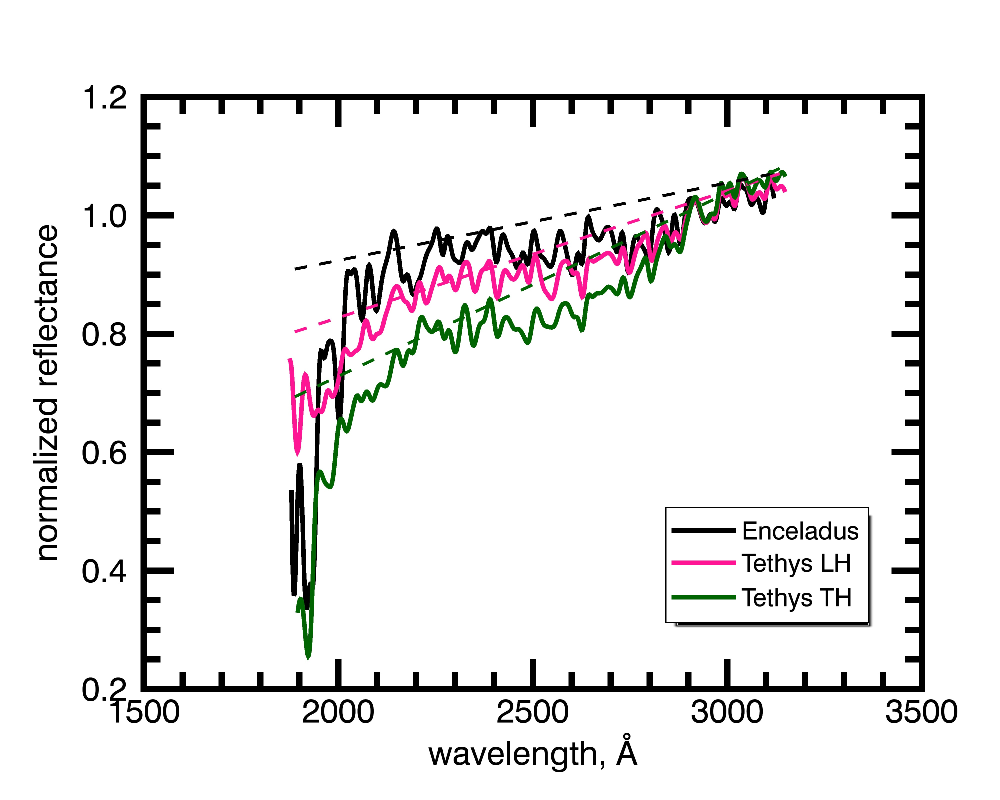 1.2
1.0
0.8
0.6
0.4
0.2
normalized reflectance
Enceladus
Tethys LH
Tethys TH
1500 2000 2500 3000 3500
wavelength, Å